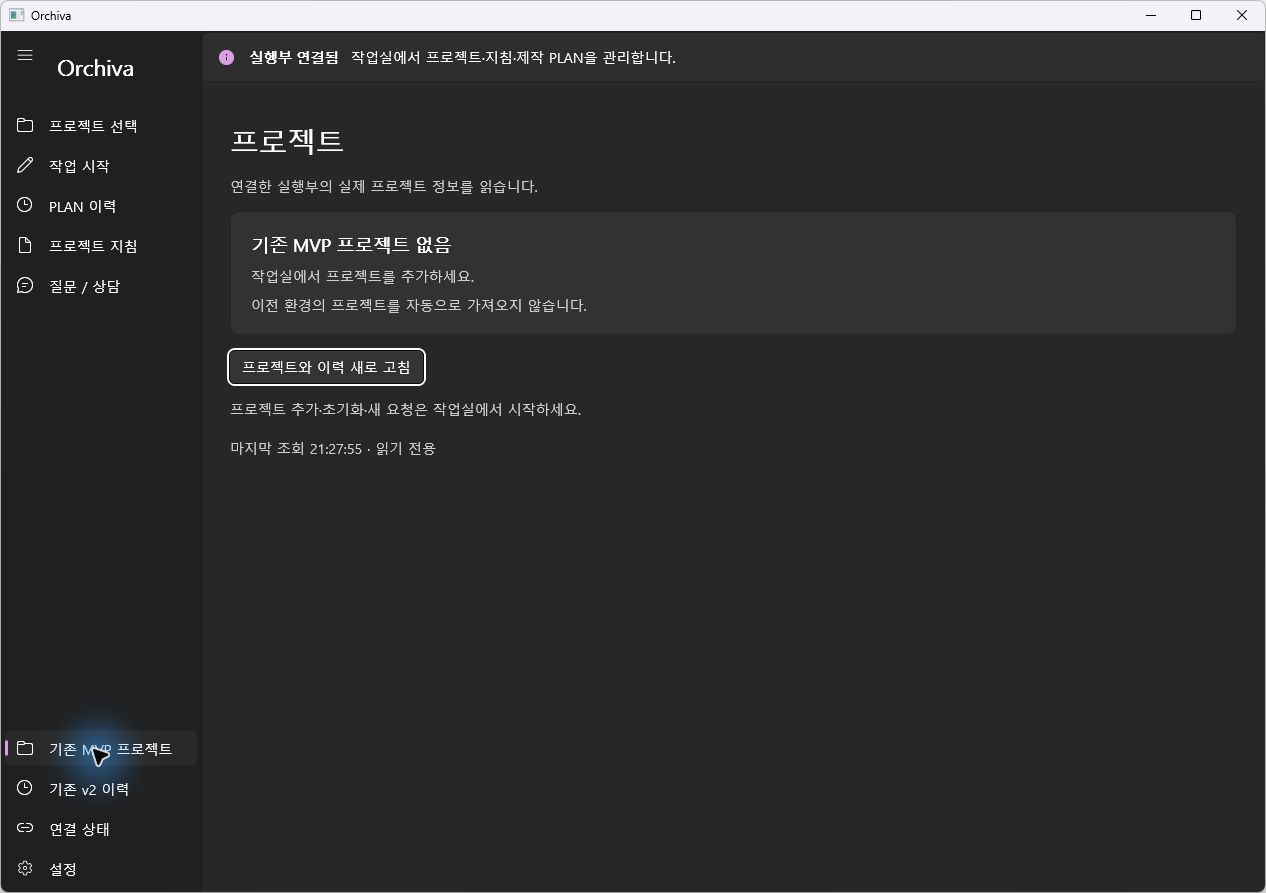 Orchiva
Orchiva
프로젝트 선택
작업 시작
PLAN 이력
프로젝트 지침
질문 / 상담
기존 MVP 프로젝트
기존 v2 이력
연결 상태
설정
실행부 연결됨 작업실에서 프로젝트·지침·제작 PLAN을 관리합니다.
프로젝트
연결한 실행부의 실제 프로젝트 정보를 읽습니다.
기존 MVP 프로젝트 없음
작업실에서 프로젝트를 추가하세요.
이전 환경의 프로젝트를 자동으로 가져오지 않습니다.
프로젝트와 이력 새로 고침
프로젝트 추가·초기화·새 요청은 작업실에서 시작하세요.
마지막 조회 21:27:55 · 읽기 전용